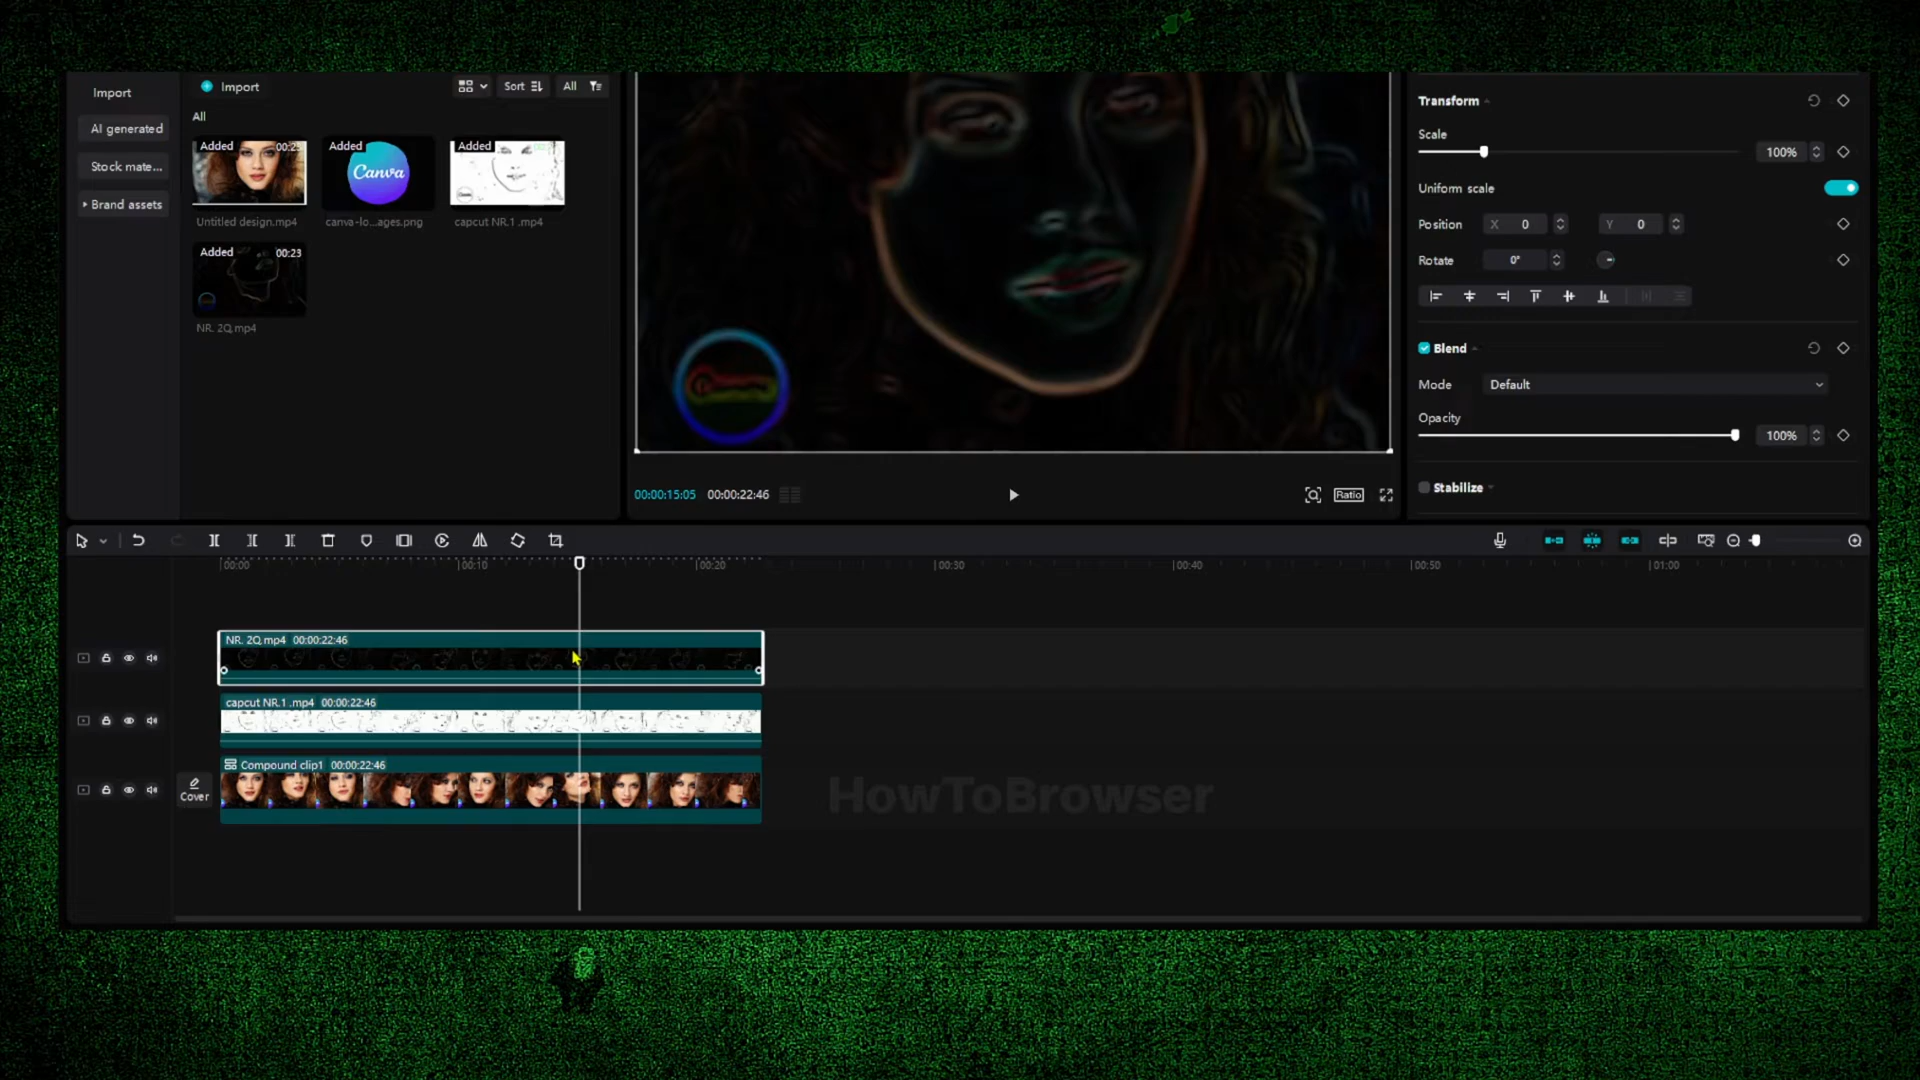 Import
AI generated
Stock mate...
Brand assets
Import
Sort
All
All
Added
Added
Canva
Added
Untitled design.mp4
canva-lo...ages.png
capcut NR.1 .mp4
Added 00:23
NR. 2Q.mp4
00:00:15:05 00:00:22:46
Ratio
Transform
Scale
100%
Uniform scale
Position X 0 Y 0
Rotate 0°
Blend
Mode Default
Opacity
100%
Stabilize
00:00 00:10 00:20 00:30 00:40 00:50 01:00
NR. 2Q.mp4 00:00:22:46
capcut NR.1 .mp4 00:00:22:46
Compound clip1 00:00:22:46
Cover
HowToBrowser